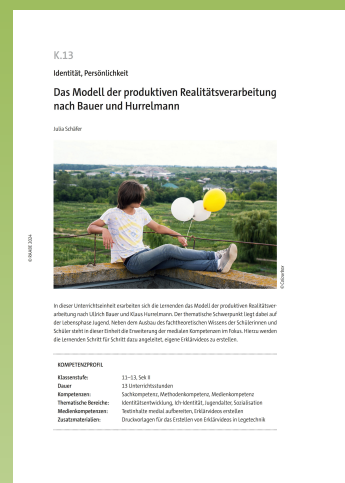 K.13
Identität, Persönlichkeit
Das Modell der produktiven Realitätsverarbeitung
nach Bauer und Hurrelmann
Julia Schäfer
© RAABE 2024
© Colourbox
In dieser Unterrichtseinheit erarbeiten sich die Lernenden das Modell der produktiven Realitätsver-
arbeitung nach Ullrich Bauer und Klaus Hurrelmann. Der thematische Schwerpunkt liegt dabei auf
der Lebensphase Jugend. Neben dem Ausbau des fachtheoretischen Wissens der Schülerinnen und
Schüler steht in dieser Einheit die Erweiterung der medialen Kompetenzen im Fokus. Hierzu werden
die Lernenden Schritt für Schritt dazu angeleitet, eigene Erklärvideos zu erstellen.
KOMPETENZPROFIL
Klassenstufe: 11–13, Sek II
Dauer 13 Unterrichtsstunden
Kompetenzen: Sachkompetenz, Methodenkompetenz, Medienkompetenz
Thematische Bereiche: Identitätsentwicklung, Ich-Identität, Jugendalter, Sozialisation
Medienkompetenzen: Textinhalte medial aufbereiten, Erklärvideos erstellen
Zusatzmaterialien: Druckvorlagen für das Erstellen von Erklärvideos in Legetechnik